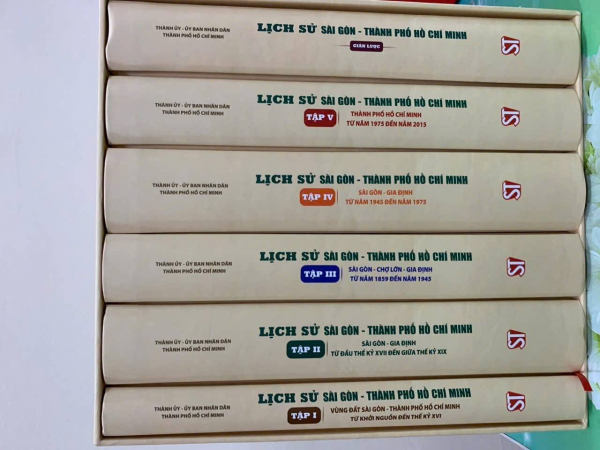 THÀNH ỦY - ỦY BAN NHÂN DÂN
THÀNH PHỐ HỒ CHÍ MINH
LỊCH SỬ SÀI GÒN - THÀNH PHỐ HỒ CHÍ MINH
GIẢN LƯỢC
ST
THÀNH ỦY - ỦY BAN NHÂN DÂN
THÀNH PHỐ HỒ CHÍ MINH
LỊCH SỬ SÀI GÒN - THÀNH PHỐ HỒ CHÍ MINH
TẬP V
THÀNH PHỐ HỒ CHÍ MINH
TỪ NĂM 1975 ĐẾN NĂM 2015
ST
THÀNH ỦY - ỦY BAN NHÂN DÂN
THÀNH PHỐ HỒ CHÍ MINH
LỊCH SỬ SÀI GÒN - THÀNH PHỐ HỒ CHÍ MINH
TẬP IV
SÀI GÒN - GIA ĐỊNH
TỪ NĂM 1945 ĐẾN NĂM 1975
ST
THÀNH ỦY - ỦY BAN NHÂN DÂN
THÀNH PHỐ HỒ CHÍ MINH
LỊCH SỬ SÀI GÒN - THÀNH PHỐ HỒ CHÍ MINH
TẬP III
SÀI GÒN - CHỢ LỚN - GIA ĐỊNH
TỪ NĂM 1859 ĐẾN NĂM 1945
ST
THÀNH ỦY - ỦY BAN NHÂN DÂN
THÀNH PHỐ HỒ CHÍ MINH
LỊCH SỬ SÀI GÒN - THÀNH PHỐ HỒ CHÍ MINH
TẬP II
SÀI GÒN - GIA ĐỊNH
TỪ ĐẦU THẾ KỶ XVII ĐẾN GIỮA THẾ KỶ XIX
ST
THÀNH ỦY - ỦY BAN NHÂN DÂN
THÀNH PHỐ HỒ CHÍ MINH
LỊCH SỬ SÀI GÒN - THÀNH PHỐ HỒ CHÍ MINH
TẬP I
VÙNG ĐẤT SÀI GÒN - THÀNH PHỐ HỒ CHÍ MINH
TỪ KHỞI NGUỒN ĐẾN THẾ KỶ XVI
ST